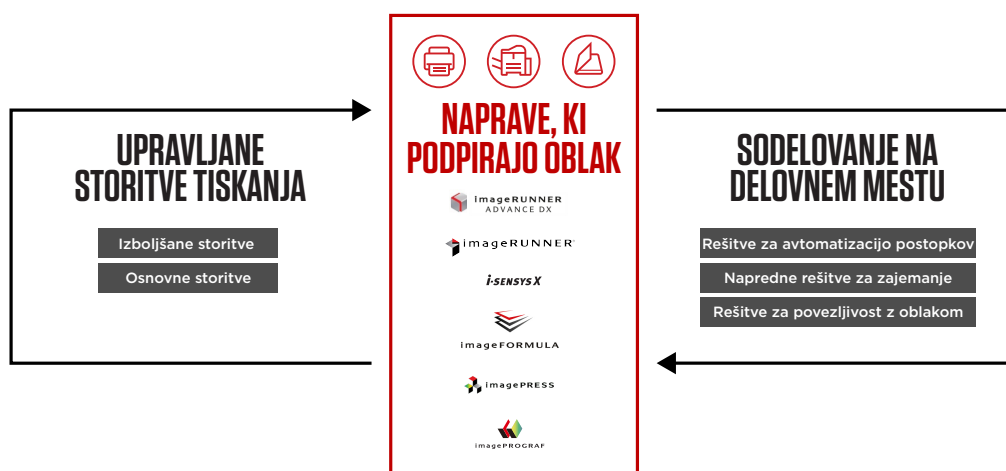 UPRAVLJANE
STORITVE TISKANJA
Izboljšane storitve
Osnovne storitve
NAPRAVE, KI
PODPIRAJO OBLAK
imageRUNNER
ADVANCE DX
imageRUNNER
i-SENSYS X
imageFORMULA
imagePRESS
imagePROGRAF
SODELOVANJE NA
DELOVNEM MESTU
Rešitve za avtomatizacijo postopkov
Napredne rešitve za zajemanje
Rešitve za povezljivost z oblakom